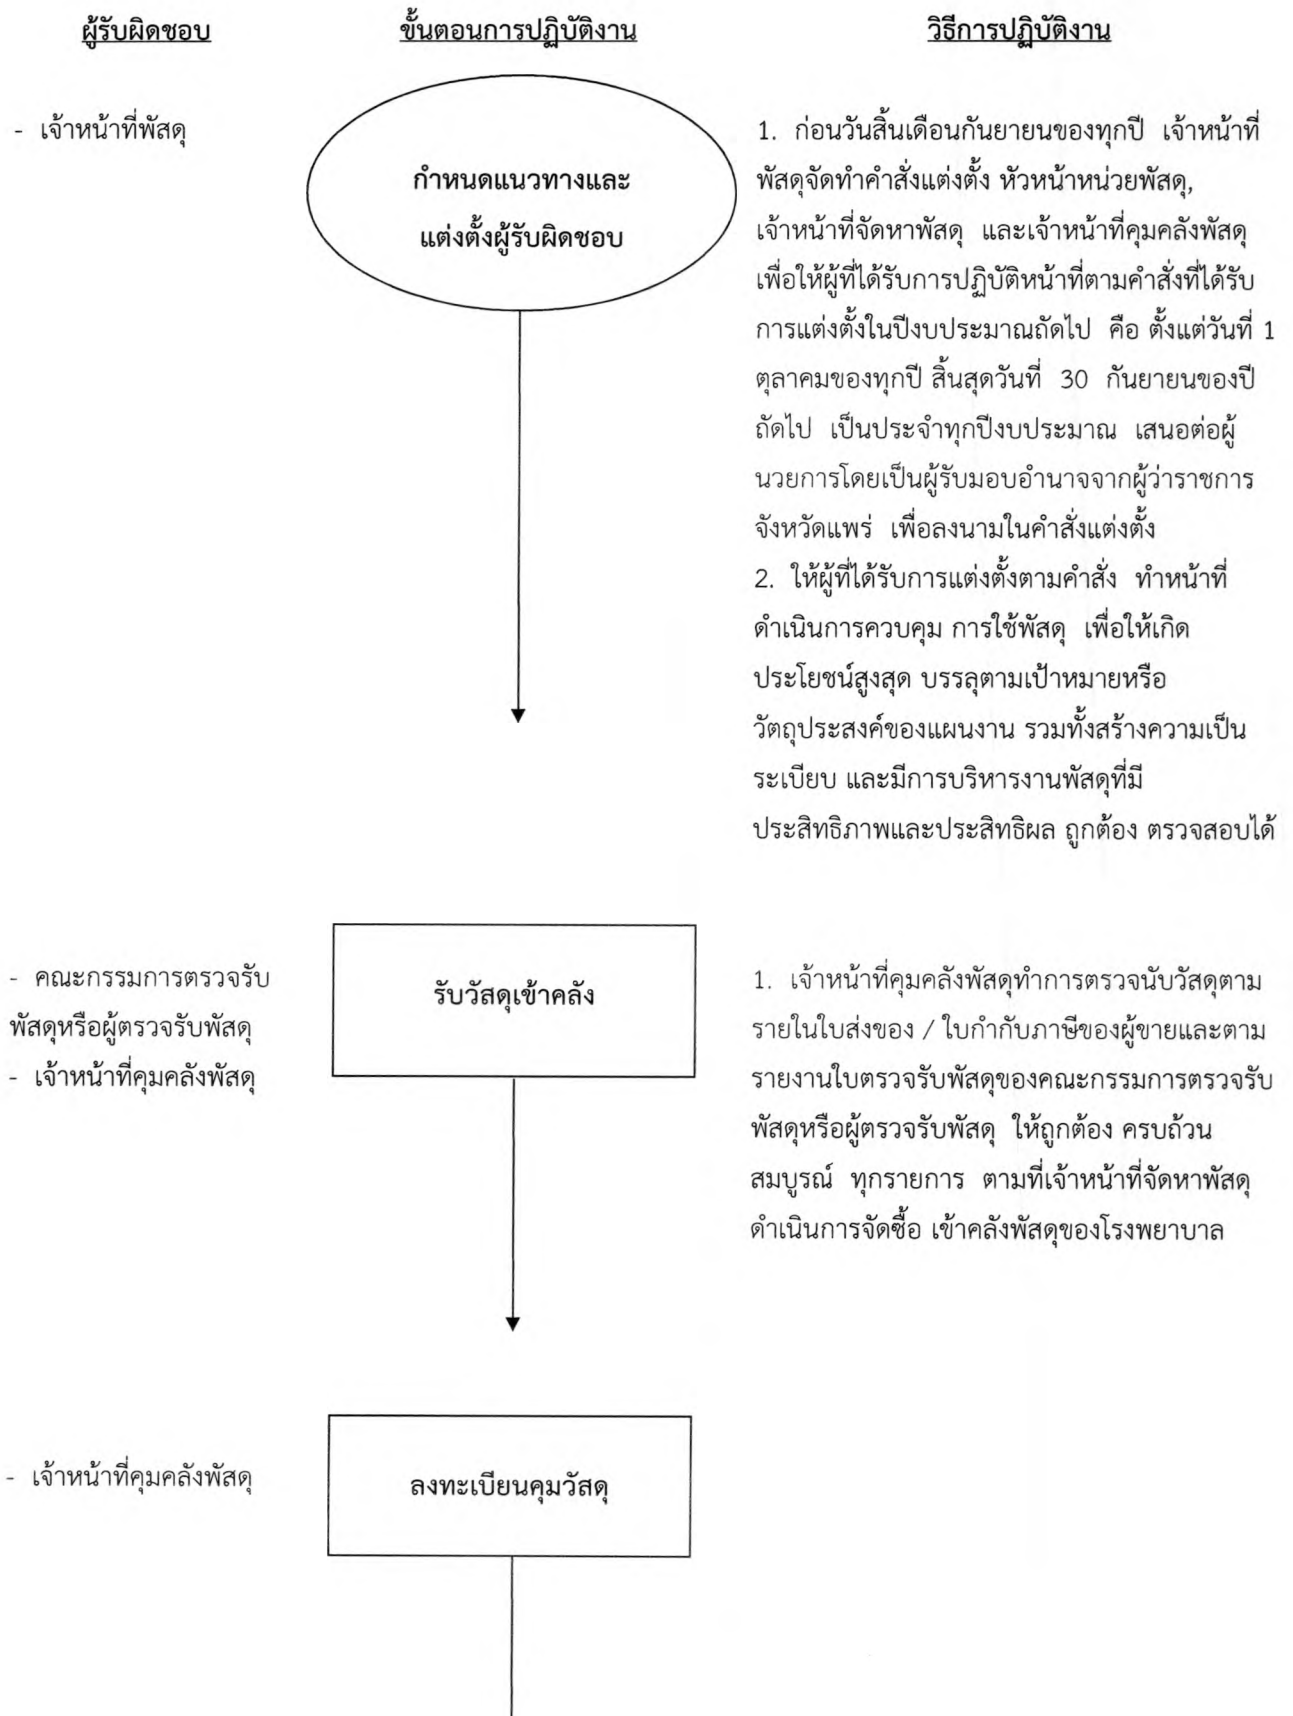 ผู้รับผิดชอบ
ขั้นตอนการปฏิบัติงาน
วิธีการปฏิบัติงาน
- เจ้าหน้าที่พัสดุ
กำหนดแนวทางและ
แต่งตั้งผู้รับผิดชอบ
1. ก่อนวันสิ้นเดือนกันยายนของทุกปี เจ้าหน้าที่
พัสดุจัดทำคำสั่งแต่งตั้ง หัวหน้าหน่วยพัสดุ,
เจ้าหน้าที่จัดหาพัสดุ และเจ้าหน้าที่คุมคลังพัสดุ
เพื่อให้ผู้ที่ได้รับการปฏิบัติหน้าที่ตามคำสั่งที่ได้รับ
การแต่งตั้งในปีงบประมาณถัดไป คือ ตั้งแต่วันที่ 1
ตุลาคมของทุกปี สิ้นสุดวันที่ 30 กันยายนของปี
ถัดไป เป็นประจำทุกปีงบประมาณ เสนอต่อผู้
นวยการโดยเป็นผู้รับมอบอำนาจจากผู้ว่าราชการ
จังหวัดแพร่ เพื่อลงนามในคำสั่งแต่งตั้ง
2. ให้ผู้ที่ได้รับการแต่งตั้งตามคำสั่ง ทำหน้าที่
ดำเนินการควบคุม การใช้พัสดุ เพื่อให้เกิด
ประโยชน์สูงสุด บรรลุตามเป้าหมายหรือ
วัตถุประสงค์ของแผนงาน รวมทั้งสร้างความเป็น
ระเบียบ และมีการบริหารงานพัสดุที่มี
ประสิทธิภาพและประสิทธิผล ถูกต้อง ตรวจสอบได้
- คณะกรรมการตรวจรับ
พัสดุหรือผู้ตรวจรับพัสดุ
- เจ้าหน้าที่คุมคลังพัสดุ
รับวัสดุเข้าคลัง
1. เจ้าหน้าที่คุมคลังพัสดุทำการตรวจนับวัสดุตาม
รายในใบส่งของ / ใบกำกับภาษีของผู้ขายและตาม
รายงานใบตรวจรับพัสดุของคณะกรรมการตรวจรับ
พัสดุหรือผู้ตรวจรับพัสดุ ให้ถูกต้อง ครบถ้วน
สมบูรณ์ ทุกรายการ ตามที่เจ้าหน้าที่จัดหาพัสดุ
ดำเนินการจัดซื้อ เข้าคลังพัสดุของโรงพยาบาล
- เจ้าหน้าที่คุมคลังพัสดุ
ลงทะเบียนคุมวัสดุ